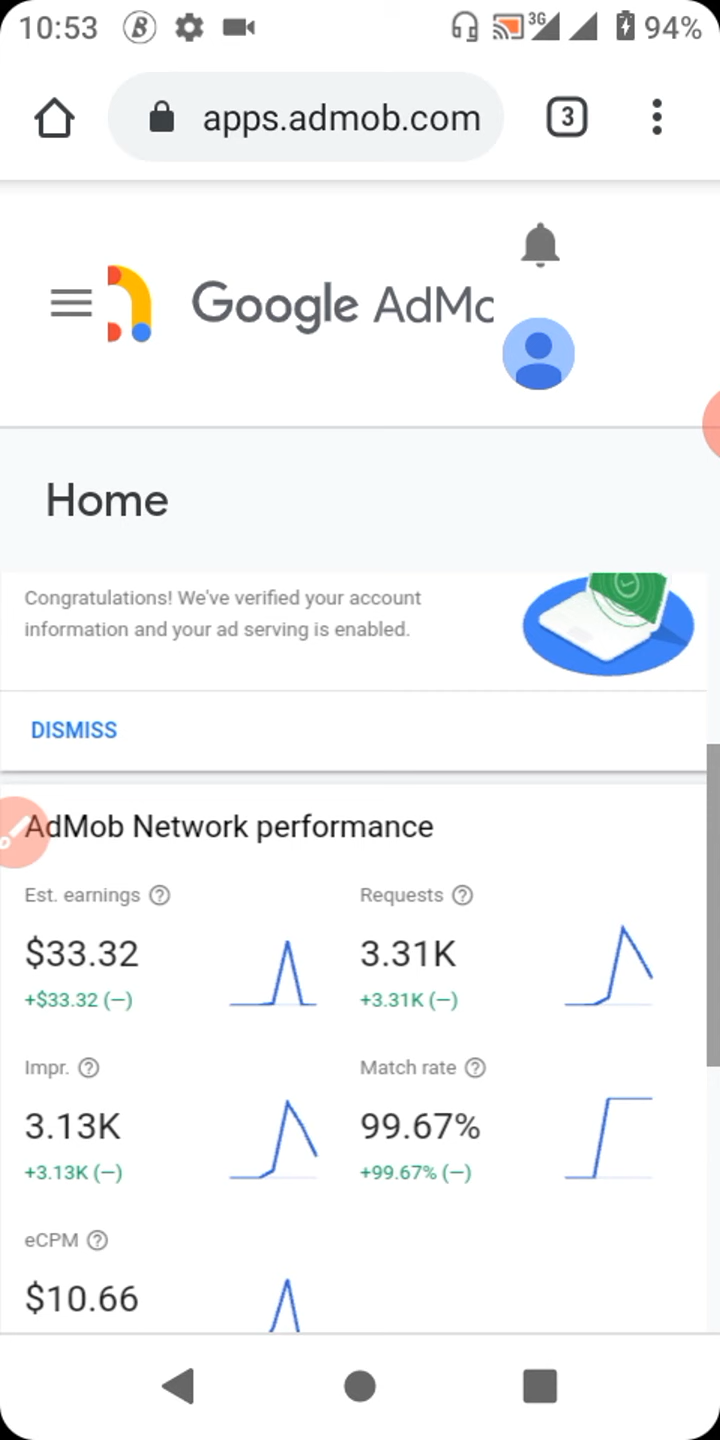 10:53 3G 94%
apps.admob.com 3
Google AdMo
Home
Congratulations! We've verified your account
information and your ad serving is enabled.
DISMISS
AdMob Network performance
Est. earnings Requests
$33.32 3.31K
+$33.32 (—) +3.31K (—)
Impr. Match rate
3.13K 99.67%
+3.13K (—) +99.67% (—)
eCPM
$10.66